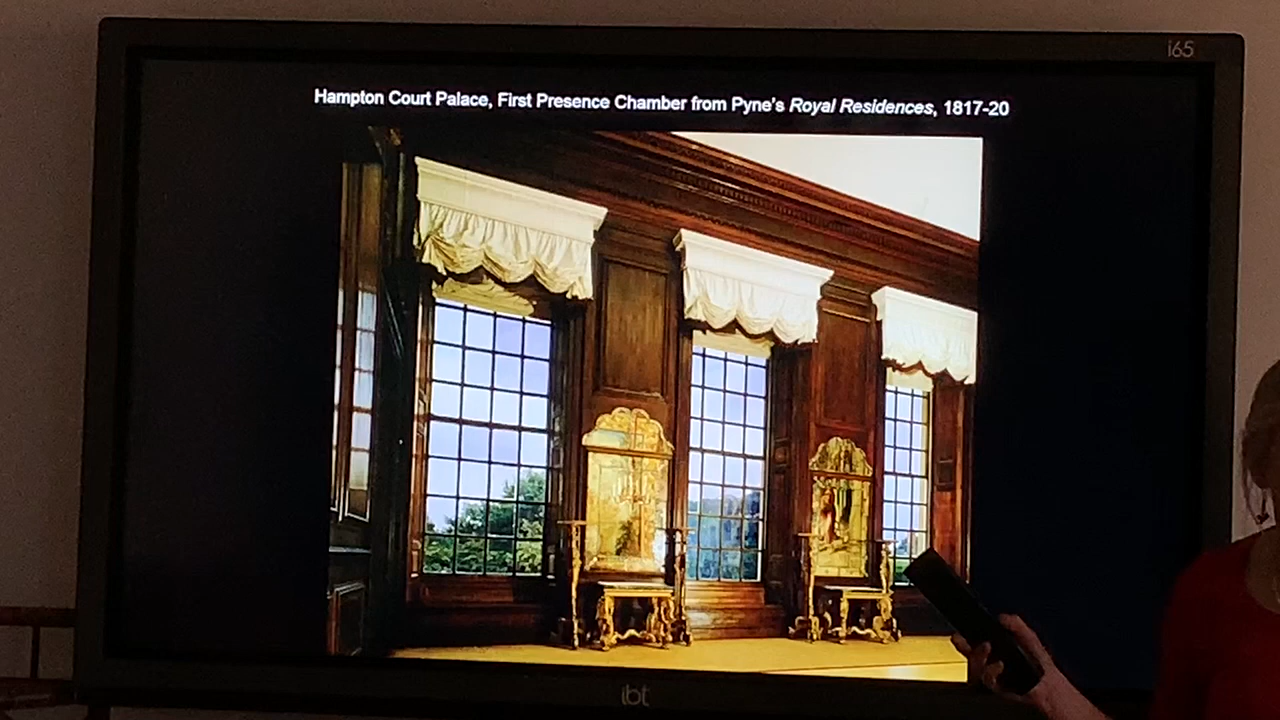 i65
Hampton Court Palace, First Presence Chamber from Pyne's Royal Residences, 1817-20
ibt